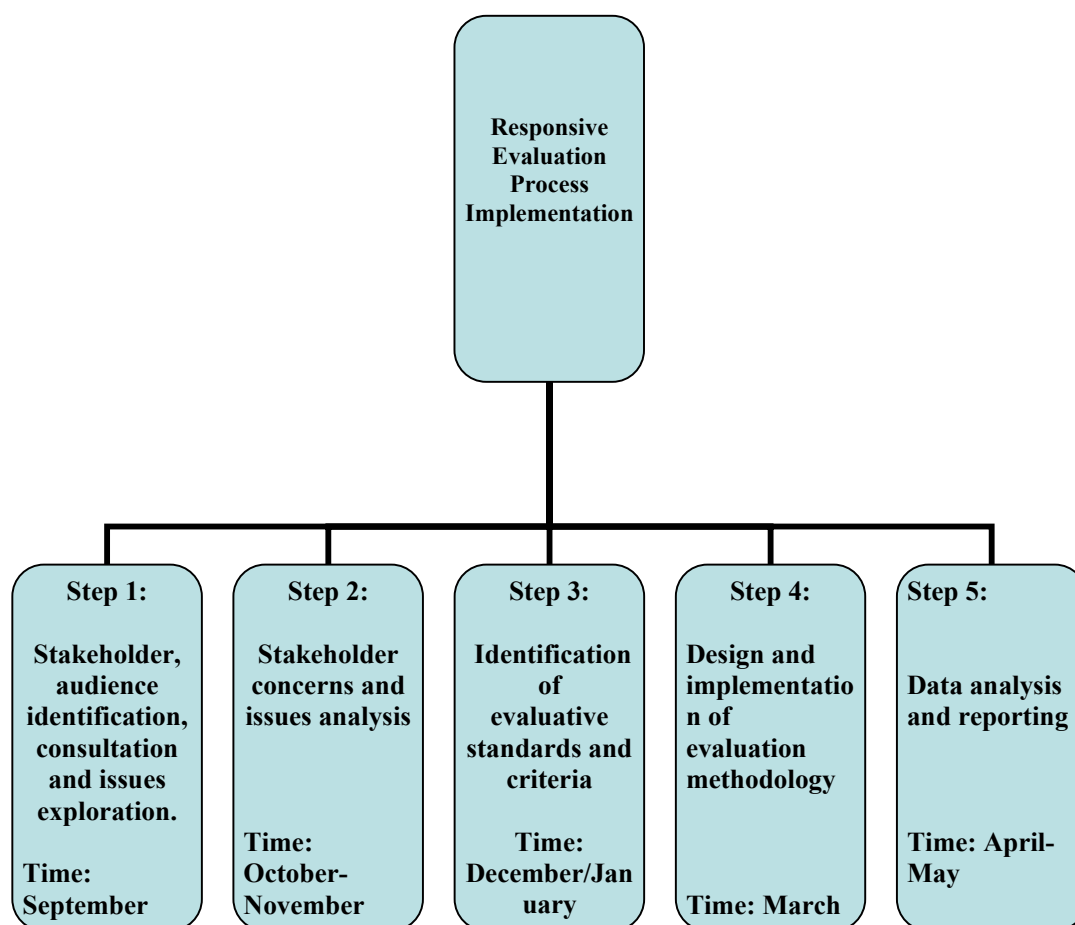 Responsive
Evaluation
Process
Implementation
Step 1:
Stakeholder,
audience
identification,
consultation
and issues
exploration.
Time:
September
Step 2:
Stakeholder
concerns and
issues analysis
Time:
October-
November
Step 3:
Identification
of
evaluative
standards and
criteria
Time:
December/Jan
uary
Step 4:
Design and
implementatio
n of
evaluation
methodology
Time: March
Step 5:
Data analysis
and reporting
Time: April-
May